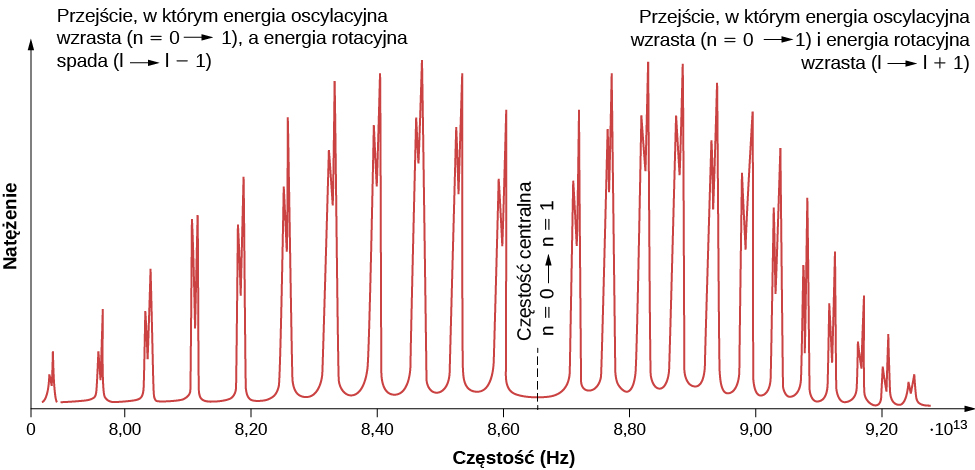 Przejście, w którym energia oscylacyjna
wzrasta (n = 0 → 1), a energia rotacyjna
spada (l → l − 1)
Przejście, w którym energia oscylacyjna
wzrasta (n = 0 → 1) i energia rotacyjna
wzrasta (l → l + 1)
Natężenie
Częstość centralna
n = 0 → n = 1
0 8,00 8,20 8,40 8,60 8,80 9,00 9,20 ·10¹³
Częstość (Hz)